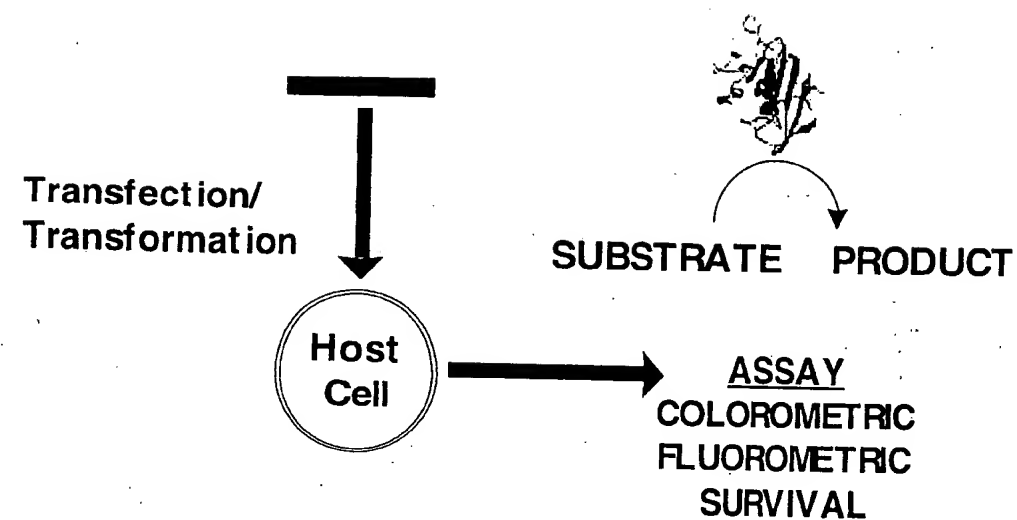 Transfection/
Transformation
SUBSTRATE PRODUCT
Host
Cell
ASSAY
COLOROMETRIC
FLUOROMETRIC
SURVIVAL